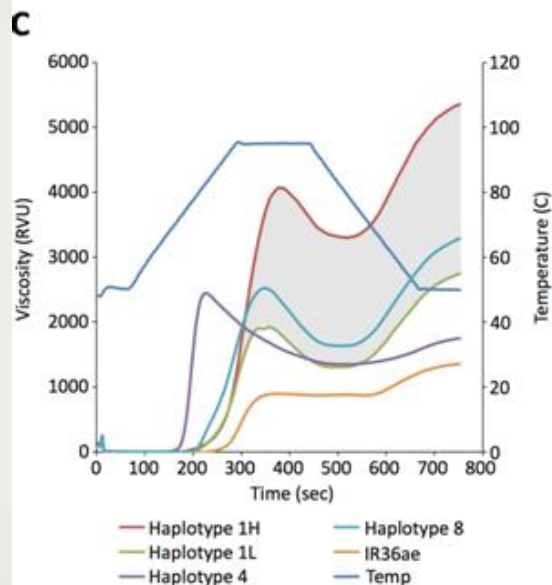 C
6000
5000
4000
3000
2000
1000
0
Viscosity (RVU)
120
100
80
60
40
20
0
Temperature (C)
0 100 200 300 400 500 600 700 800
Time (sec)
Haplotype 1H
Haplotype 1L
Haplotype 4
Haplotype 8
IR36ae
Temp